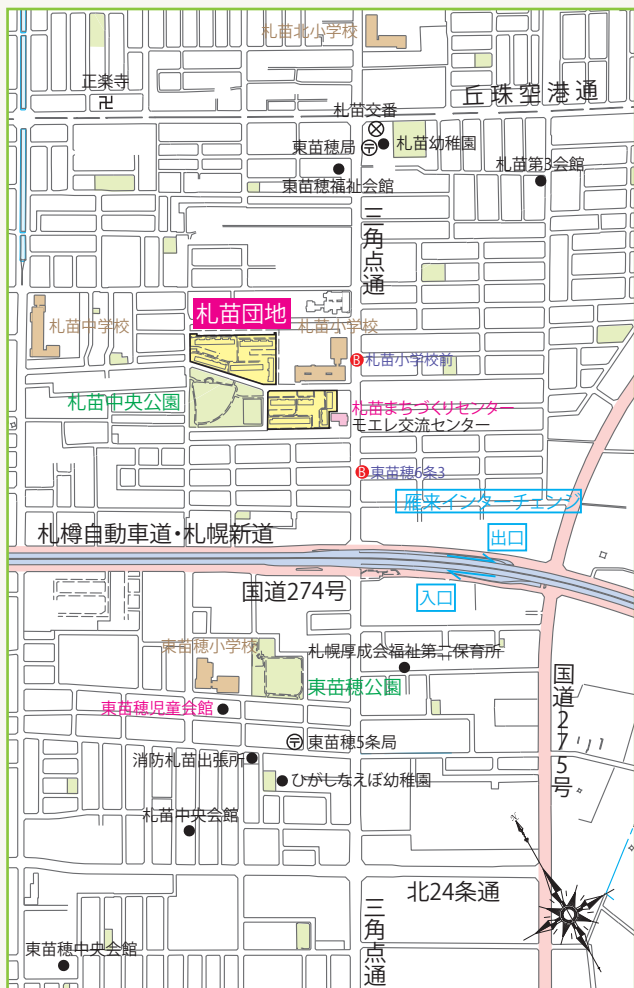 札苗北小学校
正楽寺
丘珠空港通
札苗交番
東苗穂局
札苗幼稚園
札苗第3会館
東苗穂福祉会館
三角点通
札苗団地
札苗中学校
札苗小学校
札苗小学校前
札苗中央公園
札苗まちづくりセンター
モエレ交流センター
東苗穂6条3
雁来インターチェンジ
札樽自動車道・札幌新道
出口
国道274号
入口
東苗穂小学校
札幌厚成会福祉第二保育所
東苗穂公園
国道275号
東苗穂児童会館
東苗穂5条局
消防札苗出張所
ひがしなえぼ幼稚園
札苗中央会館
北24条通
三角点通
東苗穂中央会館